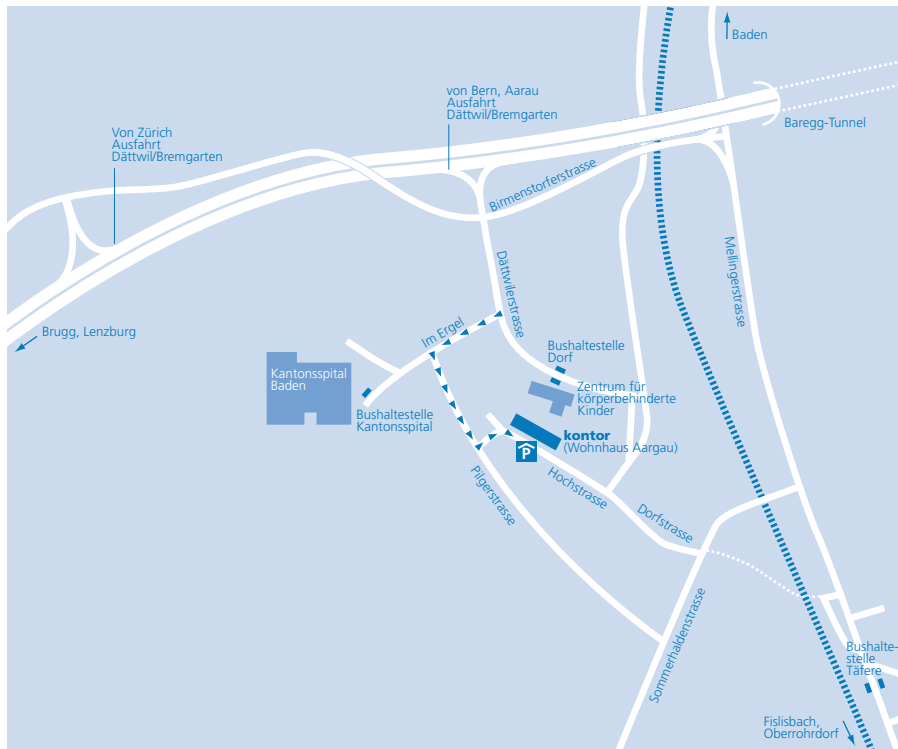 Baden
von Bern, Aarau
Ausfahrt
Dättwil/Bremgarten
Baregg-Tunnel
Von Zürich
Ausfahrt
Dättwil/Bremgarten
Birmenstorferstrasse
Mellingerstrasse
Dättwilerstrasse
Brugg, Lenzburg
Im Ergel
Bushaltestelle
Dorf
Kantonsspital
Baden
Zentrum für
körperbehinderte
Kinder
Bushaltestelle
Kantonsspital
kontor
(Wohnhaus Aargau)
P
Pilgerstrasse
Hochstrasse
Dorfstrasse
Sommerhaldenstrasse
Bushalte-
stelle
Täfere
Fislisbach,
Oberrohrdorf